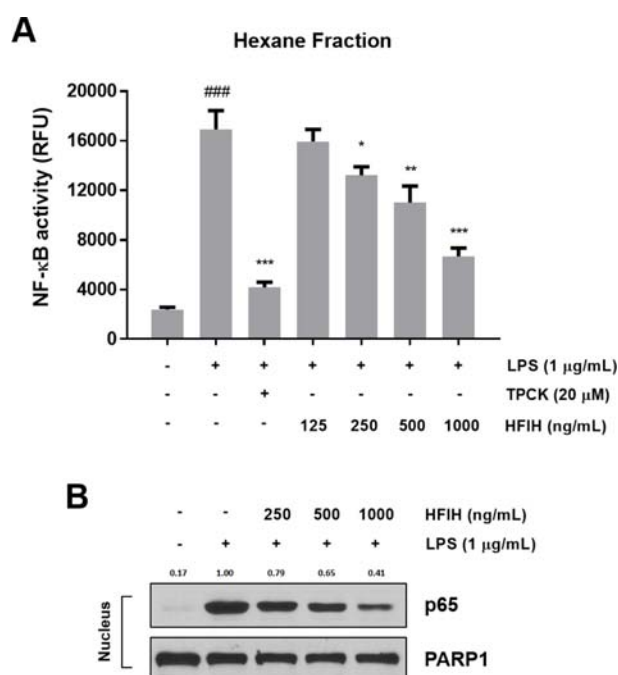 A
Hexane Fraction
NF-κB activity (RFU)
20000
16000
12000
8000
4000
0
###
***
*
**
***
- + + + + + + LPS (1 μg/mL)
- - + - - - - TPCK (20 μM)
- - - 125 250 500 1000 HFIH (ng/mL)
B
- - 250 500 1000 HFIH (ng/mL)
- + + + + LPS (1 μg/mL)
0.17 1.00 0.79 0.65 0.41
Nucleus
p65
PARP1